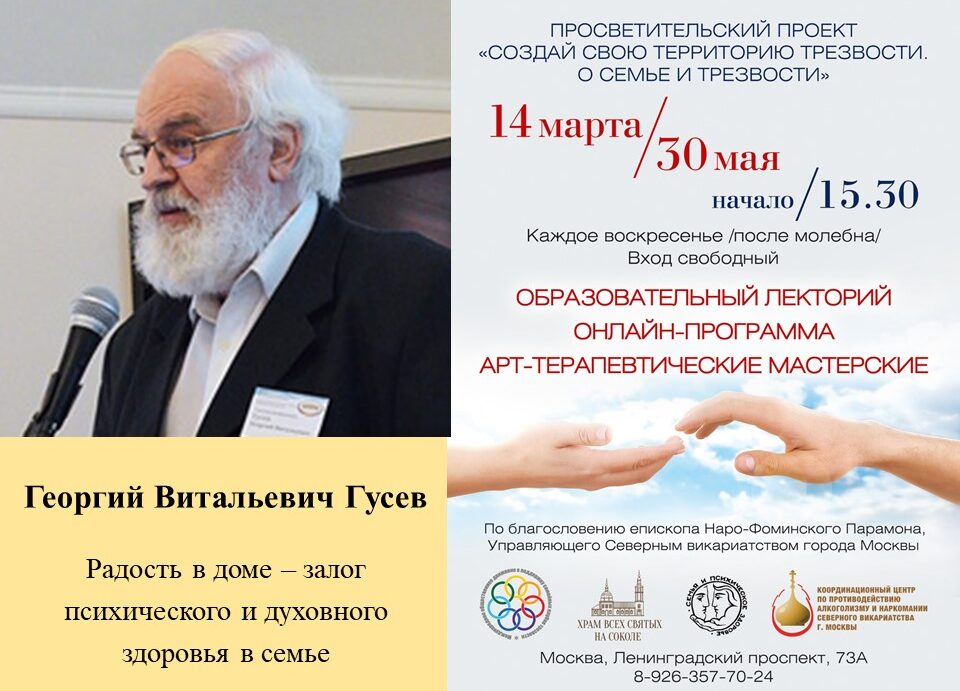 Георгий Витальевич Гусев
Радость в доме – залог
психического и духовного
здоровья в семье
ПРОСВЕТИТЕЛЬСКИЙ ПРОЕКТ
«СОЗДАЙ СВОЮ ТЕРРИТОРИЮ ТРЕЗВОСТИ.
О СЕМЬЕ И ТРЕЗВОСТИ»
14 марта/30 мая
начало/15.30
Каждое воскресенье /после молебна/
Вход свободный
ОБРАЗОВАТЕЛЬНЫЙ ЛЕКТОРИЙ
ОНЛАЙН-ПРОГРАММА
АРТ-ТЕРАПЕВТИЧЕСКИЕ МАСТЕРСКИЕ
По благословению епископа Наро-Фоминского Парамона,
Управляющего Северным викариатством города Москвы
ХРАМ ВСЕХ СВЯТЫХ
НА СОКОЛЕ
СЕМЬЯ И ПСИХИЧЕСКОЕ ЗДОРОВЬЕ
КООРДИНАЦИОННЫЙ ЦЕНТР
ПО ПРОТИВОДЕЙСТВИЮ
АЛКОГОЛИЗМУ И НАРКОМАНИИ
СЕВЕРНОГО ВИКАРИАТСТВА
Г. МОСКВЫ
Москва, Ленинградский проспект, 73А
8-926-357-70-24